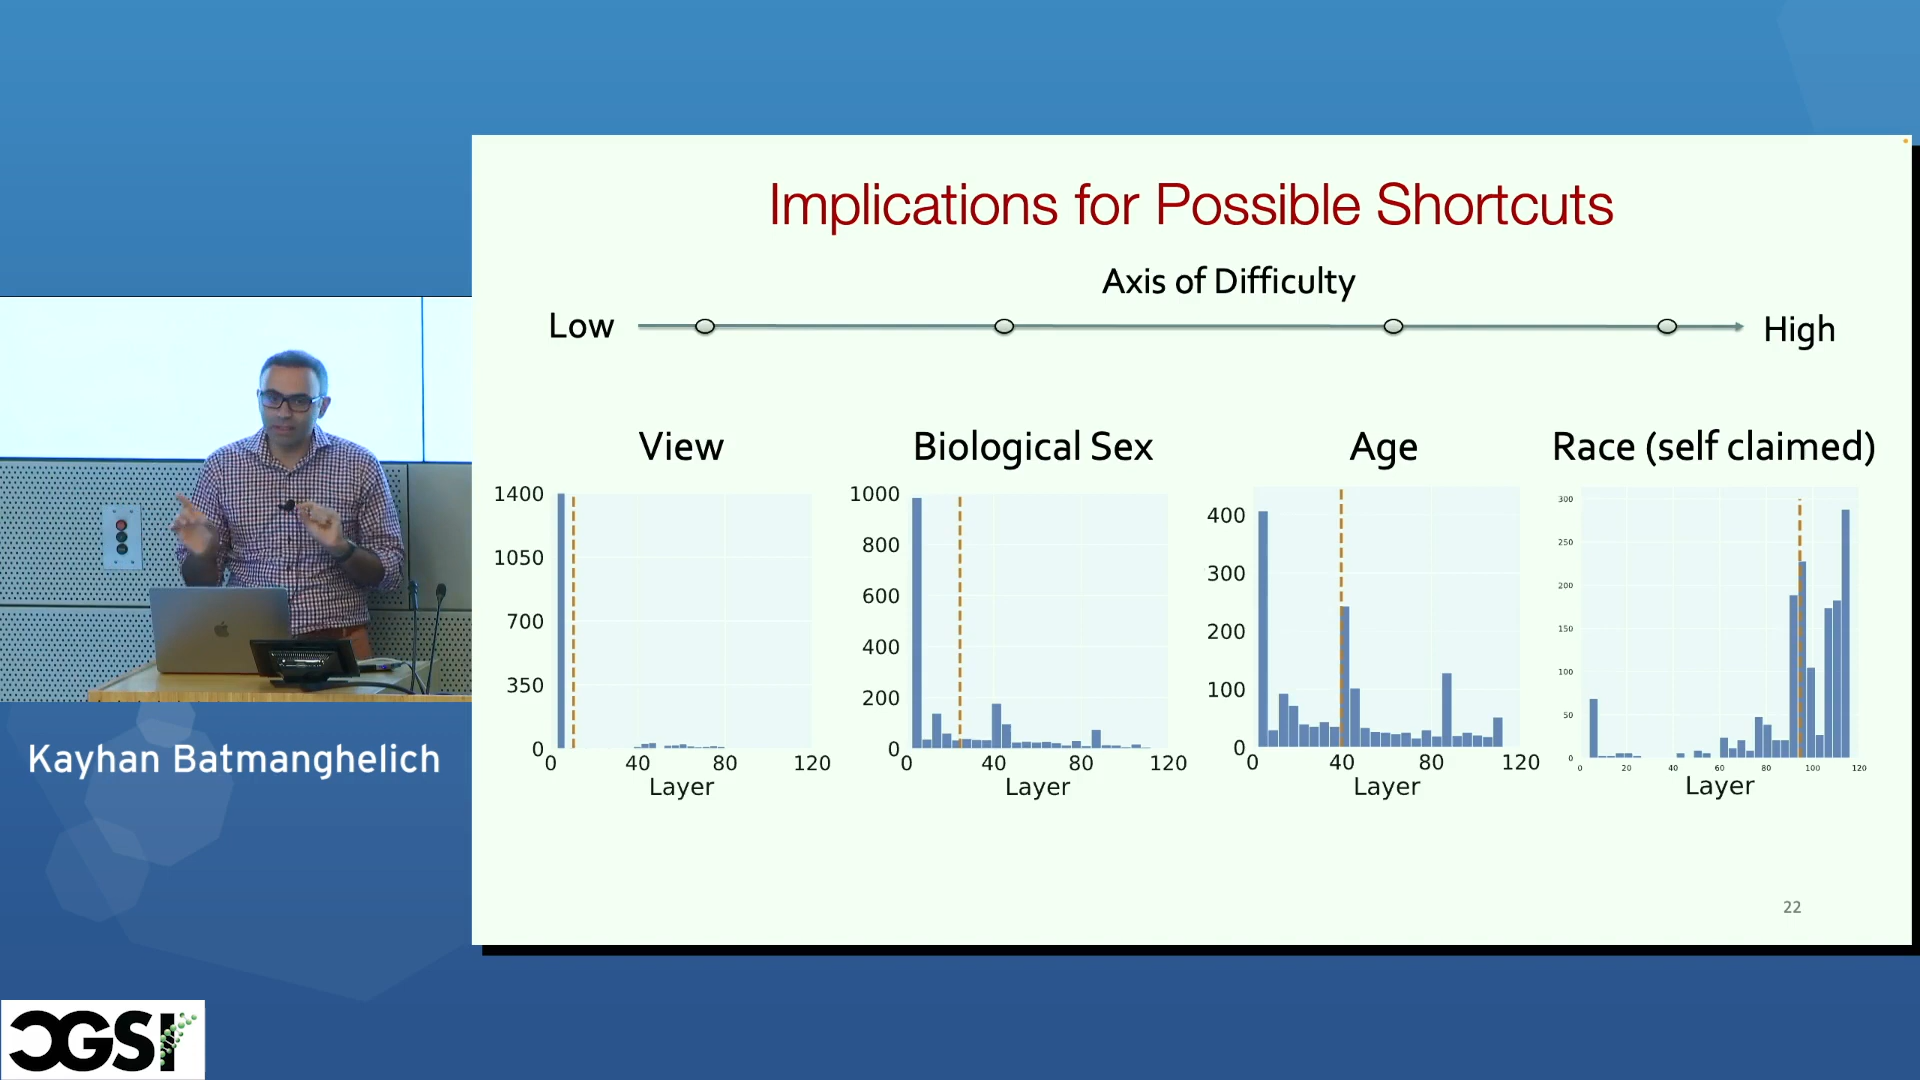 Implications for Possible Shortcuts
Axis of Difficulty
Low
High
View
Biological Sex
Age
Race (self claimed)
1400
1050
700
350
0
0 40 80 120
Layer
1000
800
600
400
200
0
0 40 80 120
Layer
400
300
200
100
0
0 40 80 120
Layer
300
250
200
150
100
50
0
0 20 40 60 80 100 120
Layer
22
Kayhan Batmanghelich
CGSI